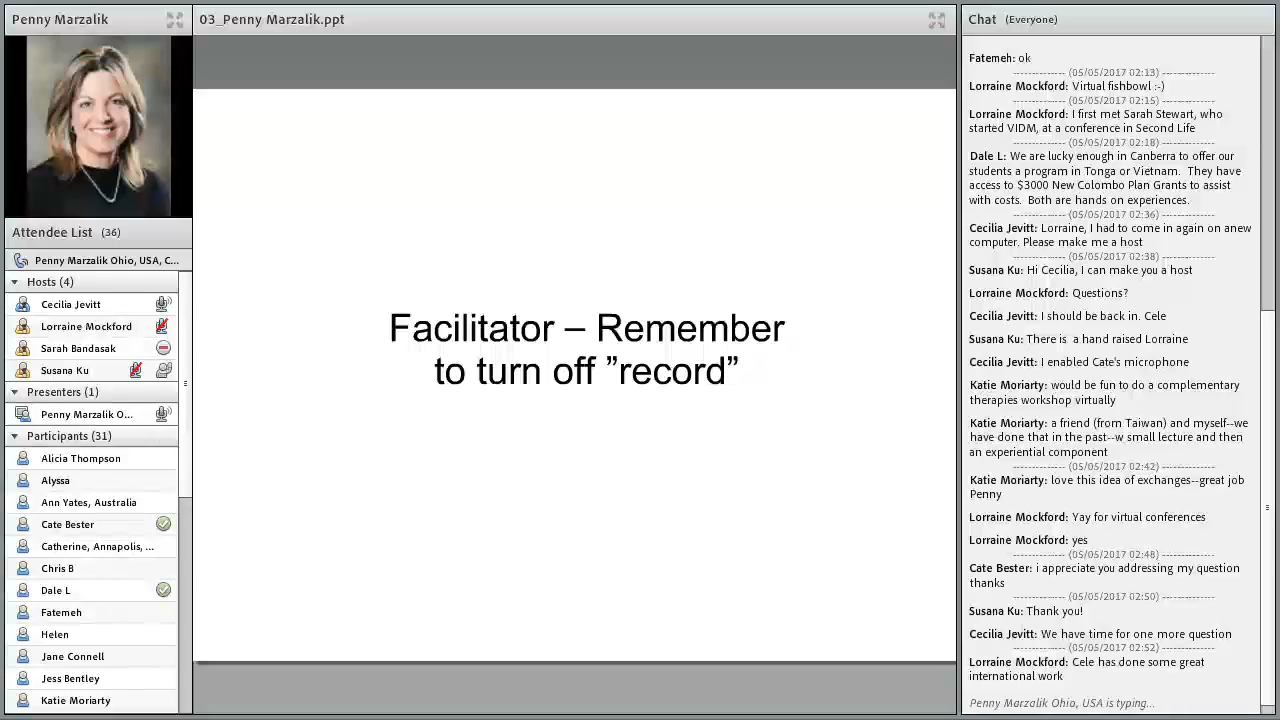 Penny Marzalik
03_Penny Marzalik.ppt
Chat (Everyone)
Attendee List (36)
Penny Marzalik Ohio, USA, C...
Hosts (4)
Cecilia Jevitt
Lorraine Mockford
Sarah Bandasak
Susana Ku
Presenters (1)
Penny Marzalik O...
Participants (31)
Alicia Thompson
Alyssa
Ann Yates, Australia
Cate Bester
Catherine, Annapolis, ...
Chris B
Dale L
Fatemeh
Helen
Jane Connell
Jess Bentley
Katie Moriarty
Facilitator – Remember
to turn off ”record”
Fatemeh: ok
-------------- (05/05/2017 02:13) --------------
Lorraine Mockford: Virtual fishbowl :-)
-------------- (05/05/2017 02:15) --------------
Lorraine Mockford: I first met Sarah Stewart, who
started VIDM, at a conference in Second Life
-------------- (05/05/2017 02:18) --------------
Dale L: We are lucky enough in Canberra to offer our
students a program in Tonga or Vietnam.  They have
access to $3000 New Colombo Plan Grants to assist
with costs.  Both are hands on experiences.
-------------- (05/05/2017 02:36) --------------
Cecilia Jevitt: Lorraine, I had to come in again on anew
computer. Please make me a host
-------------- (05/05/2017 02:38) --------------
Susana Ku: Hi Cecilia, I can make you a host
Lorraine Mockford: Questions?
Cecilia Jevitt: I should be back in. Cele
Susana Ku: There is  a hand raised Lorraine
Cecilia Jevitt: I enabled Cate's microphone
Katie Moriarty: would be fun to do a complementary
therapies workshop virtually
Katie Moriarty: a friend (from Taiwan) and myself--we
have done that in the past--w small lecture and then
an experiential component
-------------- (05/05/2017 02:42) --------------
Katie Moriarty: love this idea of exchanges--great job
Penny
Lorraine Mockford: Yay for virtual conferences
Lorraine Mockford: yes
-------------- (05/05/2017 02:48) --------------
Cate Bester: i appreciate you addressing my question
thanks
-------------- (05/05/2017 02:50) --------------
Susana Ku: Thank you!
Cecilia Jevitt: We have time for one more question
-------------- (05/05/2017 02:52) --------------
Lorraine Mockford: Cele has done some great
international work
Penny Marzalik Ohio, USA is typing...